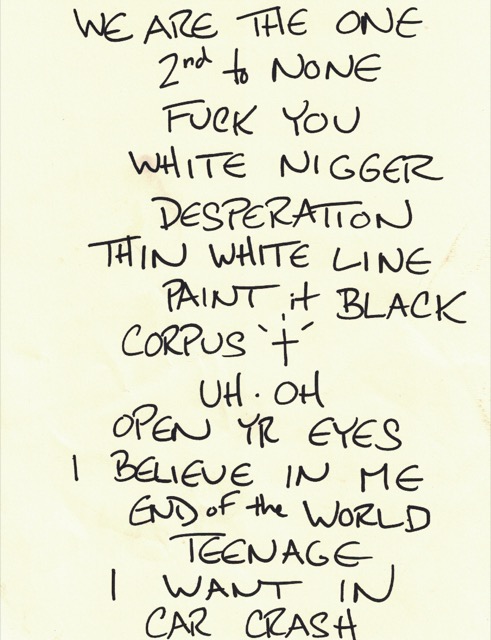 WE ARE THE ONE
2nd to NONE
FUCK YOU
WHITE NIGGER
DESPERATION
THIN WHITE LINE
PAINT it BLACK
CORPUS †
UH. OH
OPEN YR EYES
I BELIEVE IN ME
END of the WORLD
TEENAGE
I WANT IN
CAR CRASH